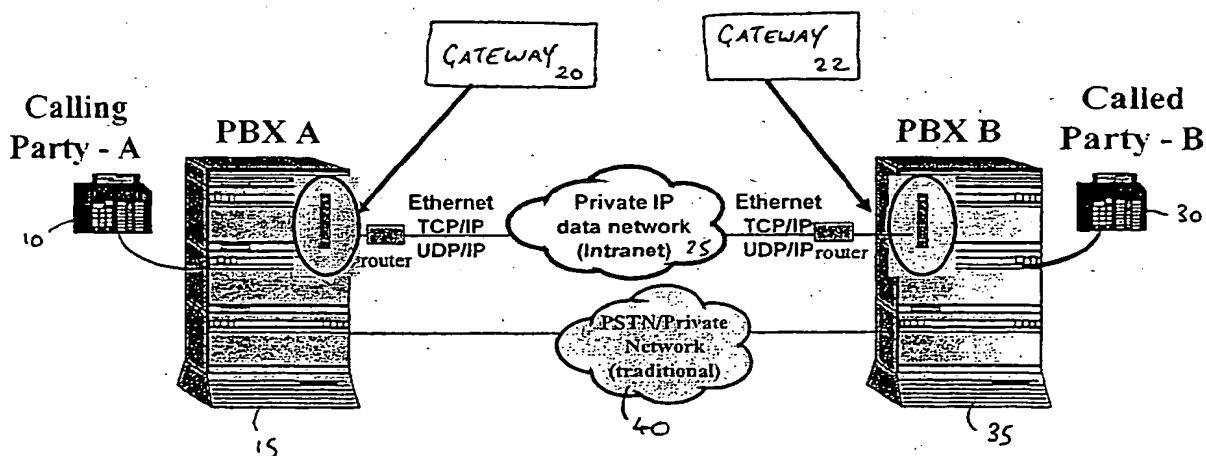 GATEWAY 20
GATEWAY 22
Calling
Party - A
PBX A
PBX B
Called
Party - B
10
Ethernet
TCP/IP
UDP/IP
router
Private IP
data network
(Intranet) 25
Ethernet
TCP/IP
UDP/IP
router
30
PSTN/Private
Network
(traditional)
15
40
35